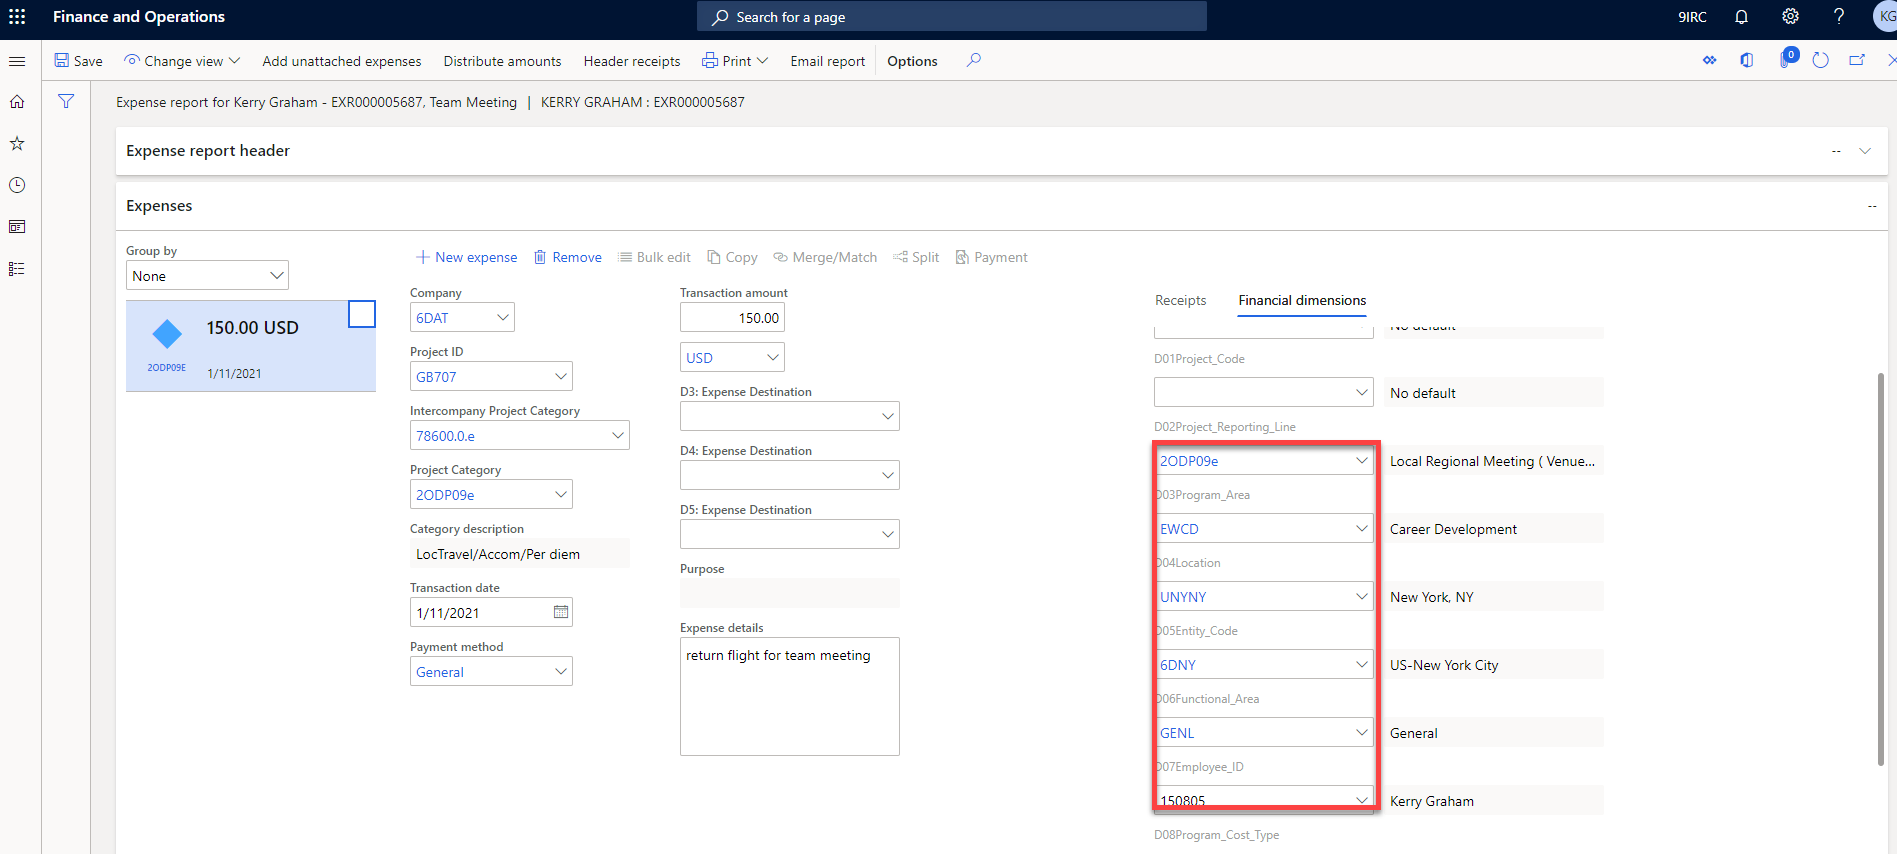 Finance and Operations
Search for a page
9IRC
?
KG
Save
Change view
Add unattached expenses
Distribute amounts
Header receipts
Print
Email report
Options
0
Expense report for Kerry Graham - EXR000005687, Team Meeting | KERRY GRAHAM : EXR000005687
Expense report header
--
Expenses
--
Group by
None
150.00 USD
2ODP09E
1/11/2021
New expense
Remove
Bulk edit
Copy
Merge/Match
Split
Payment
Company
6DAT
Project ID
GB707
Intercompany Project Category
78600.0.e
Project Category
2ODP09e
Category description
LocTravel/Accom/Per diem
Transaction date
1/11/2021
Payment method
General
Transaction amount
150.00
USD
D3: Expense Destination
D4: Expense Destination
D5: Expense Destination
Purpose
Expense details
return flight for team meeting
Receipts
Financial dimensions
No default
D01Project_Code
No default
D02Project_Reporting_Line
2ODP09e
Local Regional Meeting ( Venue...
D03Program_Area
EWCD
Career Development
D04Location
UNYNY
New York, NY
D05Entity_Code
6DNY
US-New York City
D06Functional_Area
GENL
General
D07Employee_ID
150805
Kerry Graham
D08Program_Cost_Type